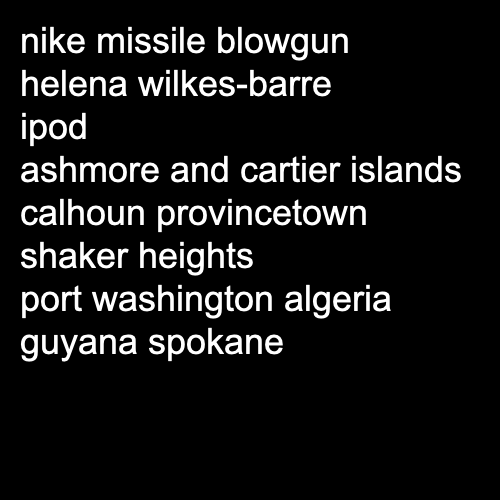 nike missile blowgun
helena wilkes-barre
ipod
ashmore and cartier islands
calhoun provincetown
shaker heights
port washington algeria
guyana spokane